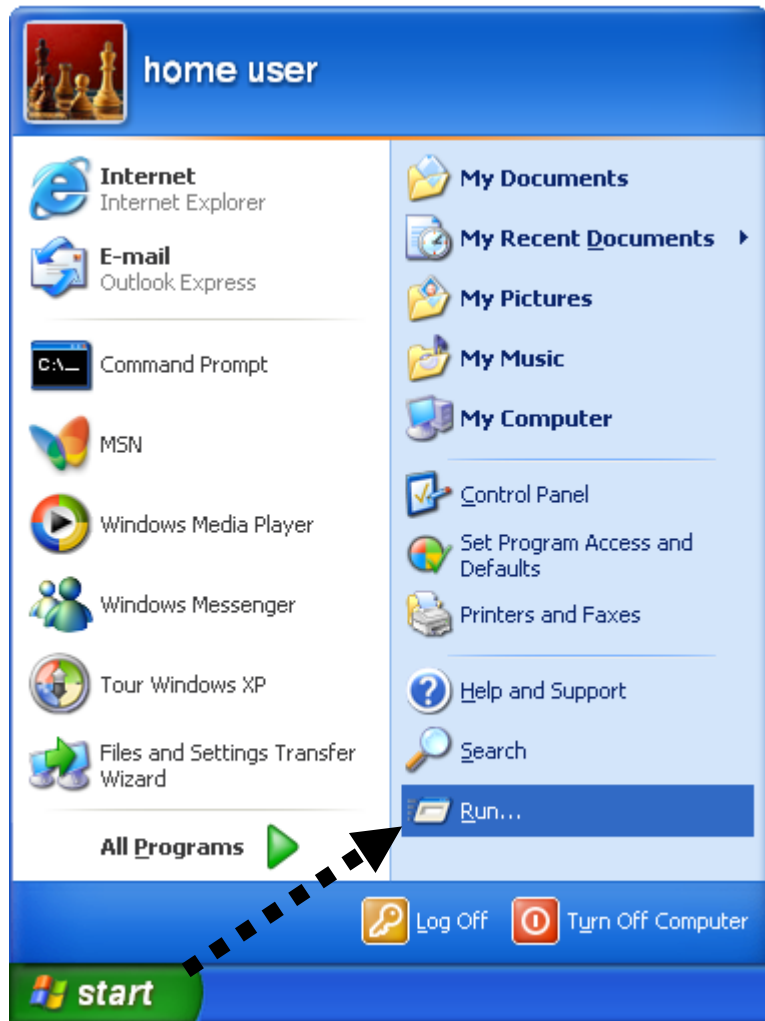 home user
Internet
Internet Explorer
E-mail
Outlook Express
C:\_
Command Prompt
MSN
Windows Media Player
Windows Messenger
Tour Windows XP
Files and Settings Transfer
Wizard
All Programs
My Documents
My Recent Documents
My Pictures
My Music
My Computer
Control Panel
Set Program Access and
Defaults
Printers and Faxes
Help and Support
Search
Run...
Log Off
Turn Off Computer
start